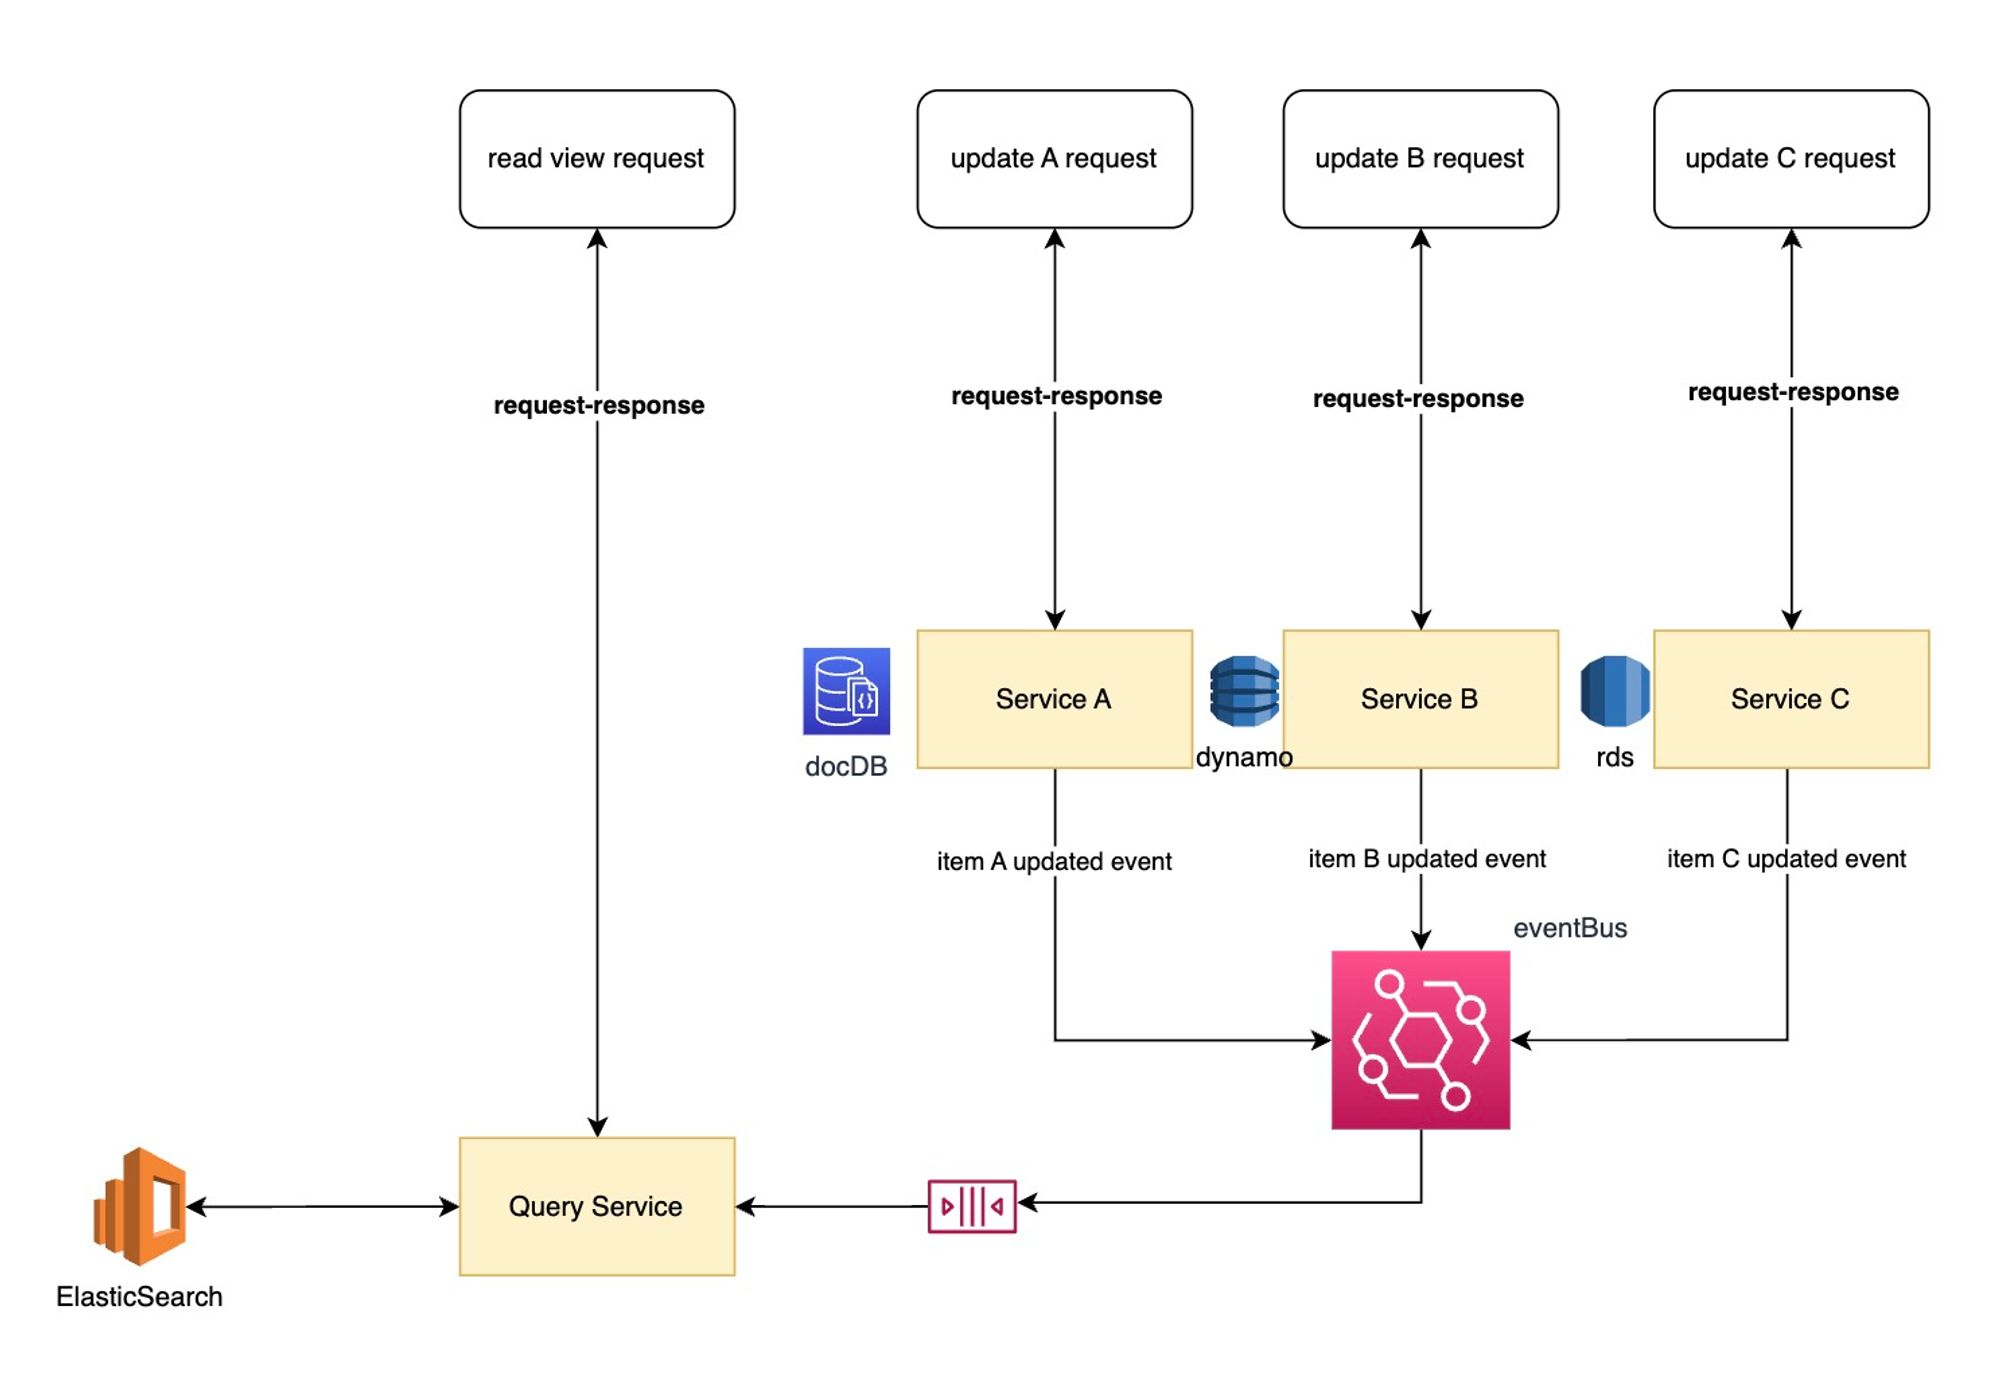 read view request
update A request
update B request
update C request
request-response
request-response
request-response
request-response
Service A
Service B
Service C
docDB
dynamo
rds
item A updated event
item B updated event
item C updated event
eventBus
Query Service
ElasticSearch